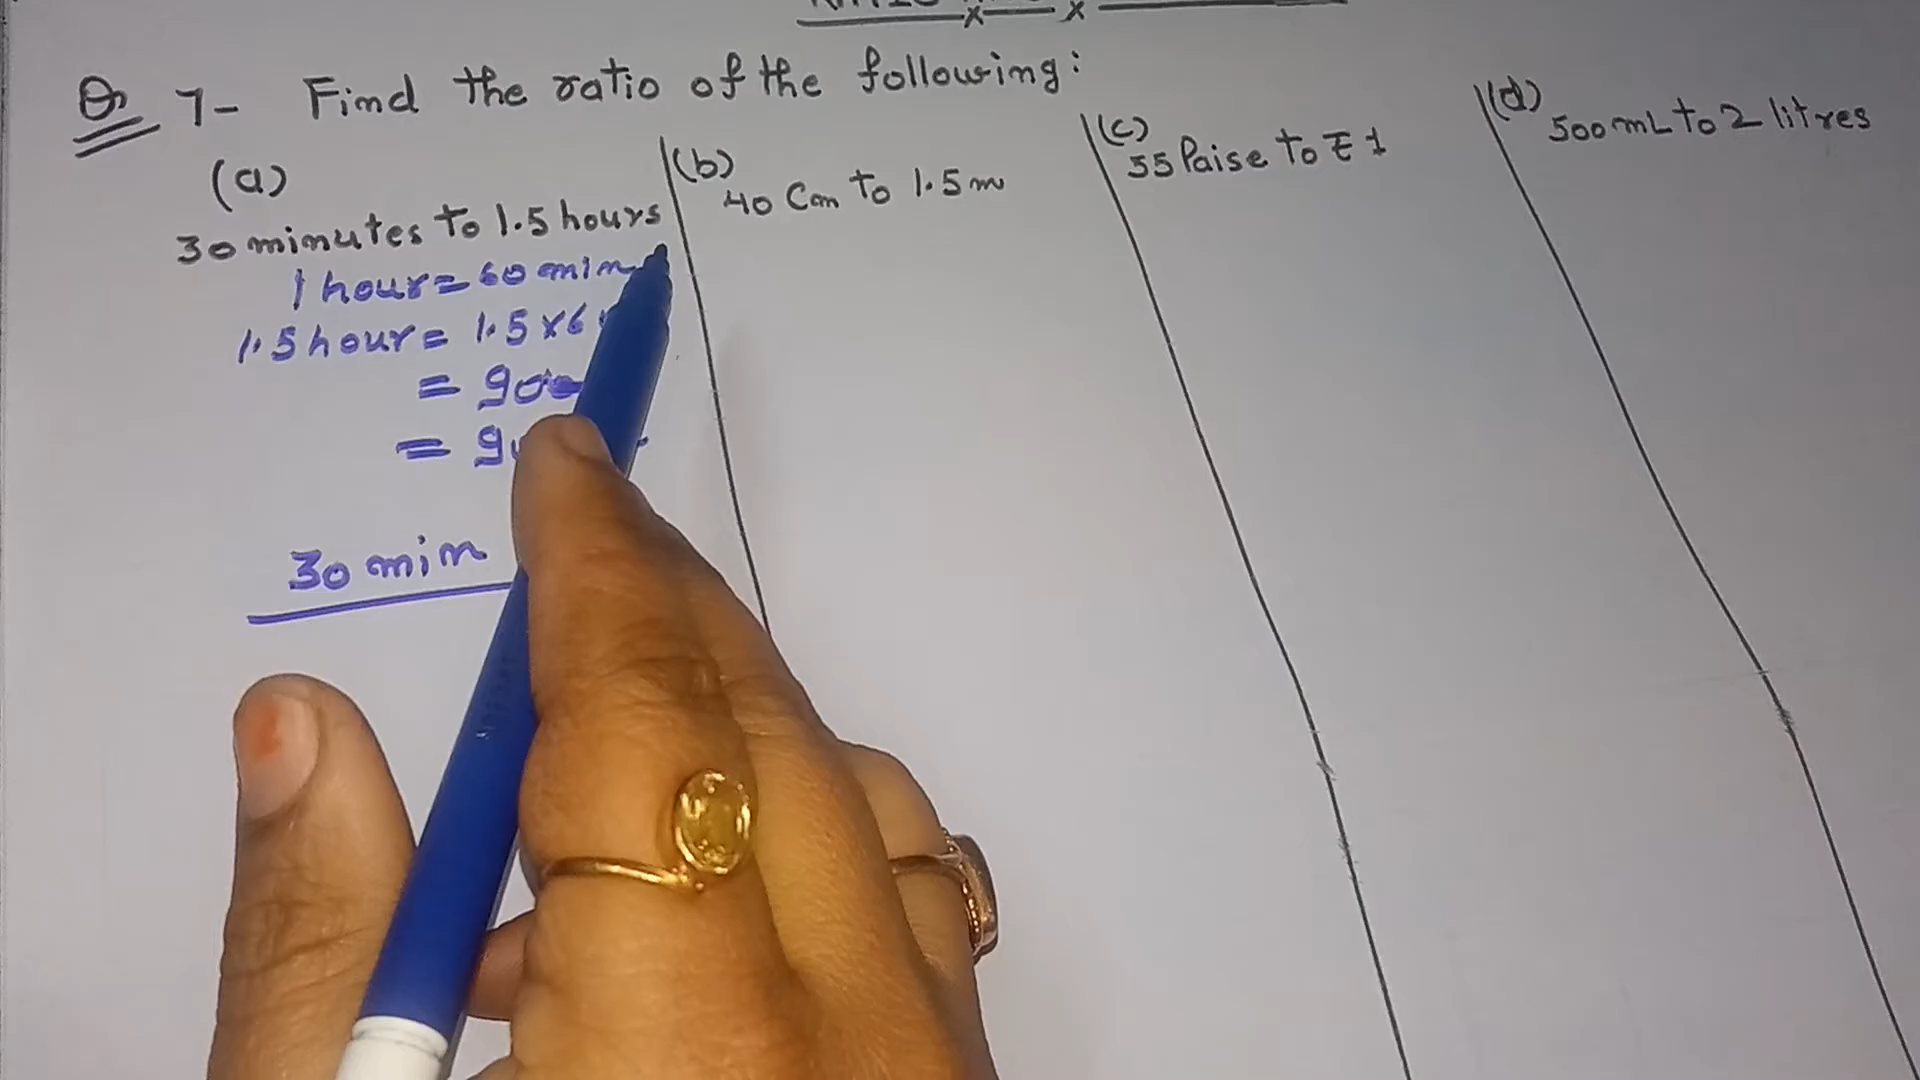 Q 7- Find the ratio of the following:
(a)
30 minutes to 1.5 hours
1 hour = 60 min
1.5 hour = 1.5 × 6
= 900
= 9
30 min
(b)
40 Cm to 1.5 m
(c)
55 Paise to ₹ 1
(d)
500 mL to 2 litres